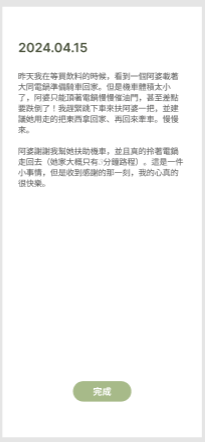 2024.04.15
昨天我在等買飲料的時候，看到一個阿婆載著
大同電鍋準備騎車回家。但是機車體積太小
了，阿婆只能頂著電鍋慢慢催油門，甚至差點
要跌倒了！我趕緊跳下車來扶阿婆一把，並建
議她用走的把東西拿回家、再回來牽車。慢慢
來。
阿婆謝謝我幫她扶助機車，並且真的拎著電鍋
走回去（她家大概只有分鐘路程）。這是一件
小事情，但是收到感謝的那一刻，我的心真的
很快樂。
完成